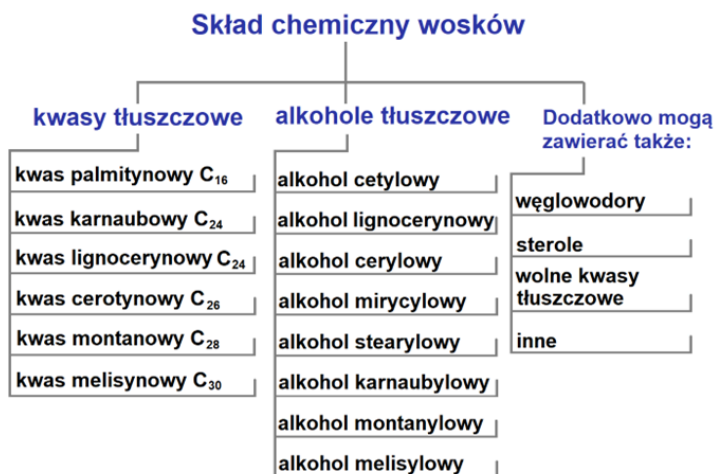 Skład chemiczny wosków
kwasy tłuszczowe
kwas palmitynowy C₁₆
kwas karnaubowy C₂₄
kwas lignocerynowy C₂₄
kwas cerotynowy C₂₆
kwas montanowy C₂₈
kwas melisynowy C₃₀
alkohole tłuszczowe
alkohol cetylowy
alkohol lignocerynowy
alkohol cerylowy
alkohol mirycylowy
alkohol stearylowy
alkohol karnaubylowy
alkohol montanylowy
alkohol melisylowy
Dodatkowo mogą
zawierać także:
węglowodory
sterole
wolne kwasy
tłuszczowe
inne